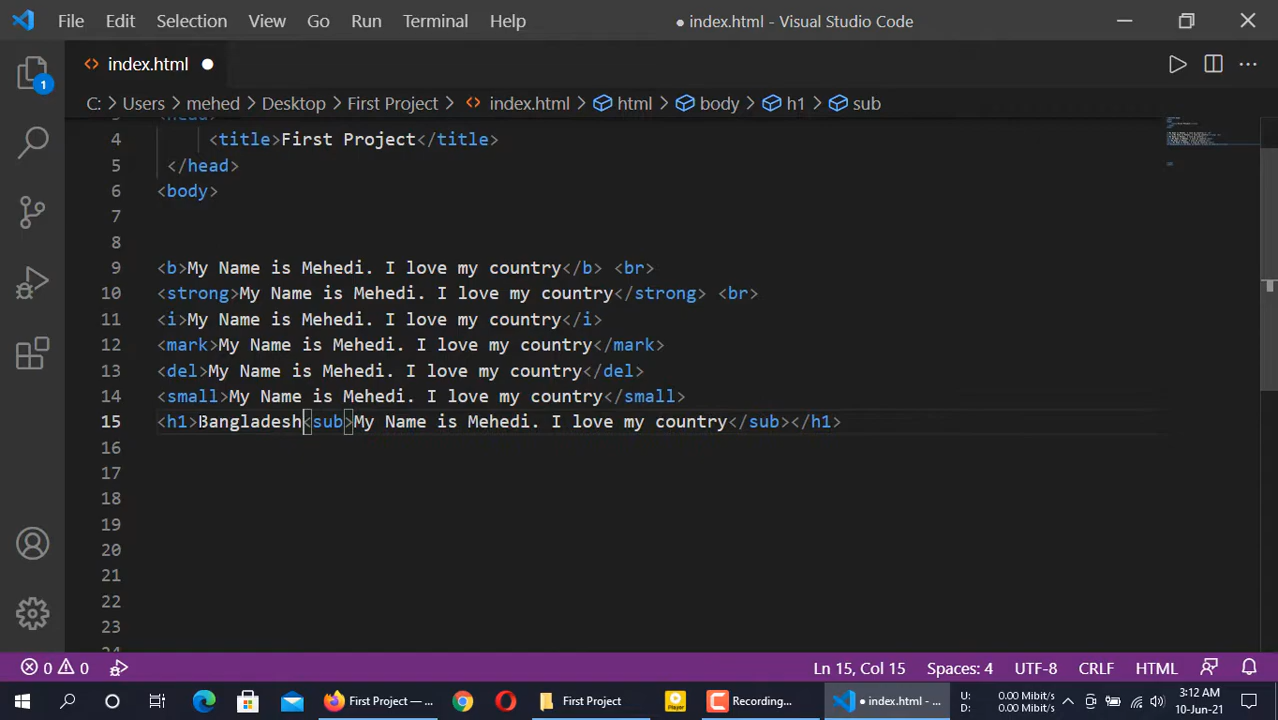 File Edit Selection View Go Run Terminal Help ● index.html - Visual Studio Code
index.html
C: > Users > mehed > Desktop > First Project > index.html > html > body > h1 > sub
1
3 <head>
4 <title>First Project</title>
5 </head>
6 <body>
7
8
9 <b>My Name is Mehedi. I love my country</b> <br>
10 <strong>My Name is Mehedi. I love my country</strong> <br>
11 <i>My Name is Mehedi. I love my country</i>
12 <mark>My Name is Mehedi. I love my country</mark>
13 <del>My Name is Mehedi. I love my country</del>
14 <small>My Name is Mehedi. I love my country</small>
15 <h1>Bangladesh<sub>My Name is Mehedi. I love my country</sub></h1>
16
17
18
19
20
21
22
23
24
0 0 Ln 15, Col 15 Spaces: 4 UTF-8 CRLF HTML
First Project — ... First Project Player Recording... ● index.html - ... U: 0.00 Mibit/s 3:12 AM
D: 0.00 Mibit/s 10-Jun-21